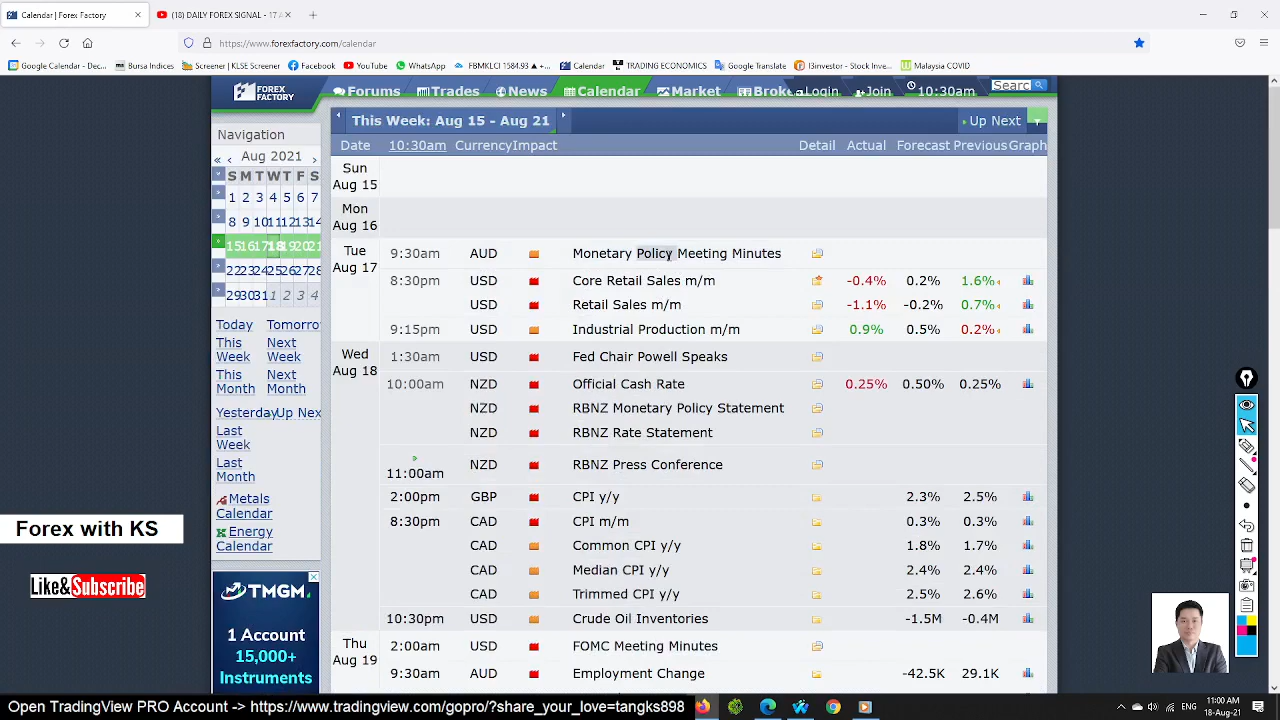 Calendar | Forex Factory
(18) DAILY FOREX SIGNAL - 17 A
https://www.forexfactory.com/calendar
Google Calendar - Dec...
Bursa Indices
Screener | KLSE Screener
Facebook
YouTube
WhatsApp
FBMKLCI 1584.93 ▲ +...
Calendar
TRADING ECONOMICS
Google Translate
I3investor - Stock Inve...
Malaysia COVID
FOREX FACTORY
Forums
Trades
News
Calendar
Market
Broke
Login
Join
10:30am
Searc
Navigation
Aug 2021
S M T W T F S
1 2 3 4 5 6 7
8 9 10 11 12 13 14
15 16 17 18 19 20 21
22 23 24 25 26 27 28
29 30 31 1 2 3 4
Today Tomorro
This Week Next Week
This Month Next Month
Yesterday Up Nex
Last Week
Last Month
Metals Calendar
Energy Calendar
This Week: Aug 15 - Aug 21
Up Next
Date 10:30am Currency Impact Detail Actual Forecast Previous Graph
Sun Aug 15
Mon Aug 16
Tue Aug 17 9:30am AUD Monetary Policy Meeting Minutes
8:30pm USD Core Retail Sales m/m -0.4% 0.2% 1.6%
USD Retail Sales m/m -1.1% -0.2% 0.7%
9:15pm USD Industrial Production m/m 0.9% 0.5% 0.2%
Wed Aug 18 1:30am USD Fed Chair Powell Speaks
10:00am NZD Official Cash Rate 0.25% 0.50% 0.25%
NZD RBNZ Monetary Policy Statement
NZD RBNZ Rate Statement
11:00am NZD RBNZ Press Conference
2:00pm GBP CPI y/y 2.3% 2.5%
8:30pm CAD CPI m/m 0.3% 0.3%
CAD Common CPI y/y 1.8% 1.7%
CAD Median CPI y/y 2.4% 2.4%
CAD Trimmed CPI y/y 2.5% 2.6%
10:30pm USD Crude Oil Inventories -1.5M -0.4M
Thu Aug 19 2:00am USD FOMC Meeting Minutes
9:30am AUD Employment Change -42.5K 29.1K
Forex with KS
Like&Subscribe
TMGM
1 Account
15,000+
Instruments
Open TradingView PRO Account -> https://www.tradingview.com/gopro/?share_your_love=tangks898
ENG
11:00 AM
18-Aug-21